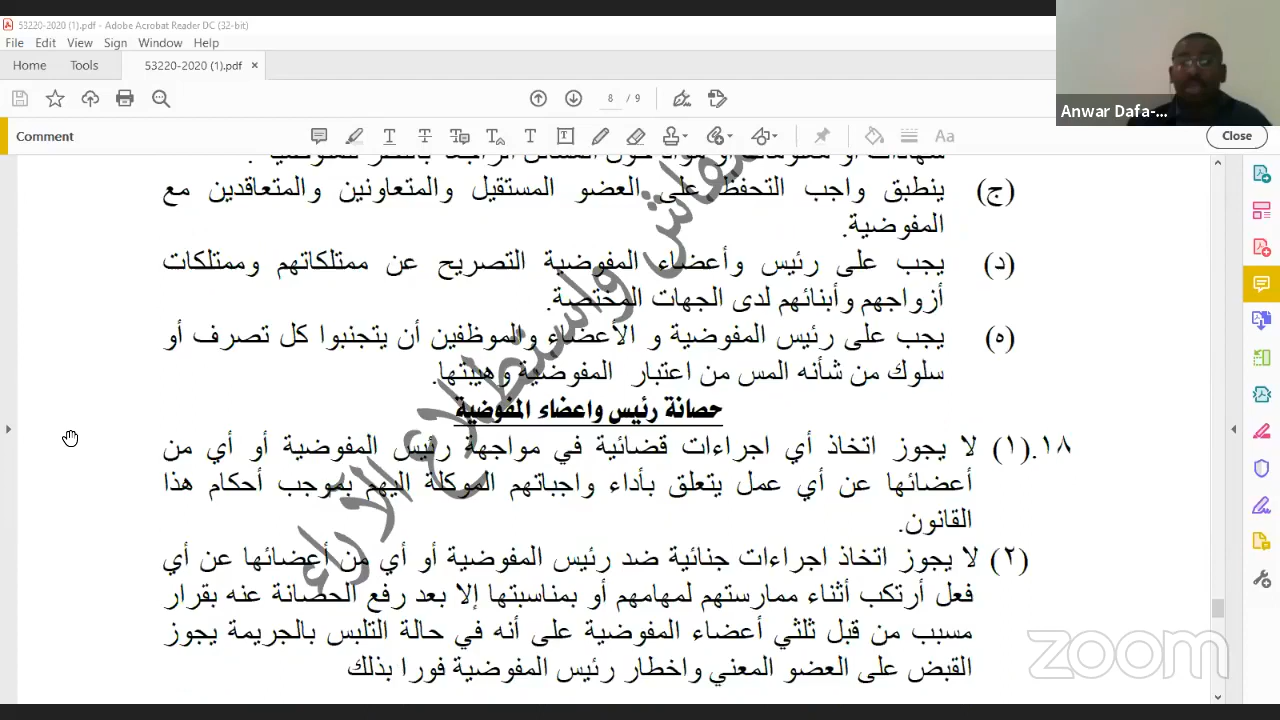 53220-2020 (1).pdf - Adobe Acrobat Reader DC (32-bit)
File Edit View Sign Window Help
Home Tools 53220-2020 (1).pdf ×
8 / 9
Anwar Dafa-...
Comment
Aa
Close
(ج) ينطبق واجب التحفظ على العضو المستقيل والمتعاونين والمتعاقدين مع
المفوضية.
(د) يجب على رئيس وأعضاء المفوضية التصريح عن ممتلكاتهم وممتلكات
أزواجهم وأبنائهم لدى الجهات المختصة.
(ه) يجب على رئيس المفوضية و الأعضاء والموظفين أن يتجنبوا كل تصرف أو
سلوك من شأنه المس من اعتبار المفوضية وهيبتها.
حصانة رئيس واعضاء المفوضية
١٨.(١) لا يجوز اتخاذ أي اجراءات قضائية في مواجهة رئيس المفوضية أو أي من
أعضائها عن أي عمل يتعلق بأداء واجباتهم الموكلة اليهم بموجب أحكام هذا
القانون.
(٢) لا يجوز اتخاذ اجراءات جنائية ضد رئيس المفوضية أو أي من أعضائها عن أي
فعل أرتكب أثناء ممارستهم لمهامهم أو بمناسبتها إلا بعد رفع الحصانة عنه بقرار
مسبب من قبل ثلثي أعضاء المفوضية على أنه في حالة التلبس بالجريمة يجوز
القبض على العضو المعني واخطار رئيس المفوضية فورا بذلك
واستطلاع الآراء
zoom